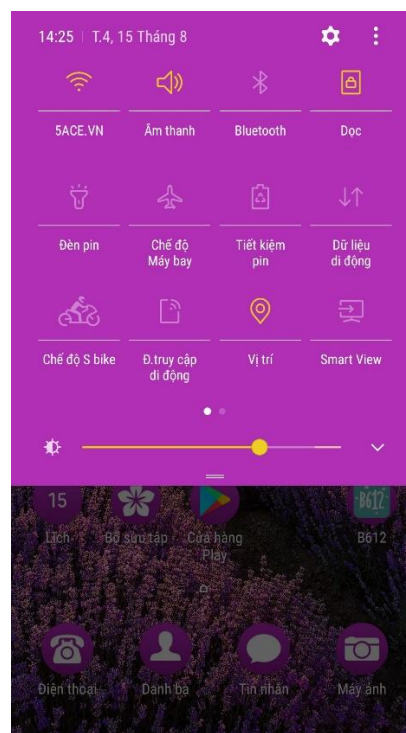 14:25 | T.4, 15 Tháng 8
5ACE.VN Âm thanh Bluetooth Dọc
Đèn pin Chế độ Tiết kiệm Dữ liệu
Máy bay pin di động
Chế độ S bike Đ.truy cập Vị trí Smart View
di động
15 B612
Lịch Bộ sưu tập Cửa hàng B612
Play
Điện thoại Danh bạ Tin nhắn Máy ảnh